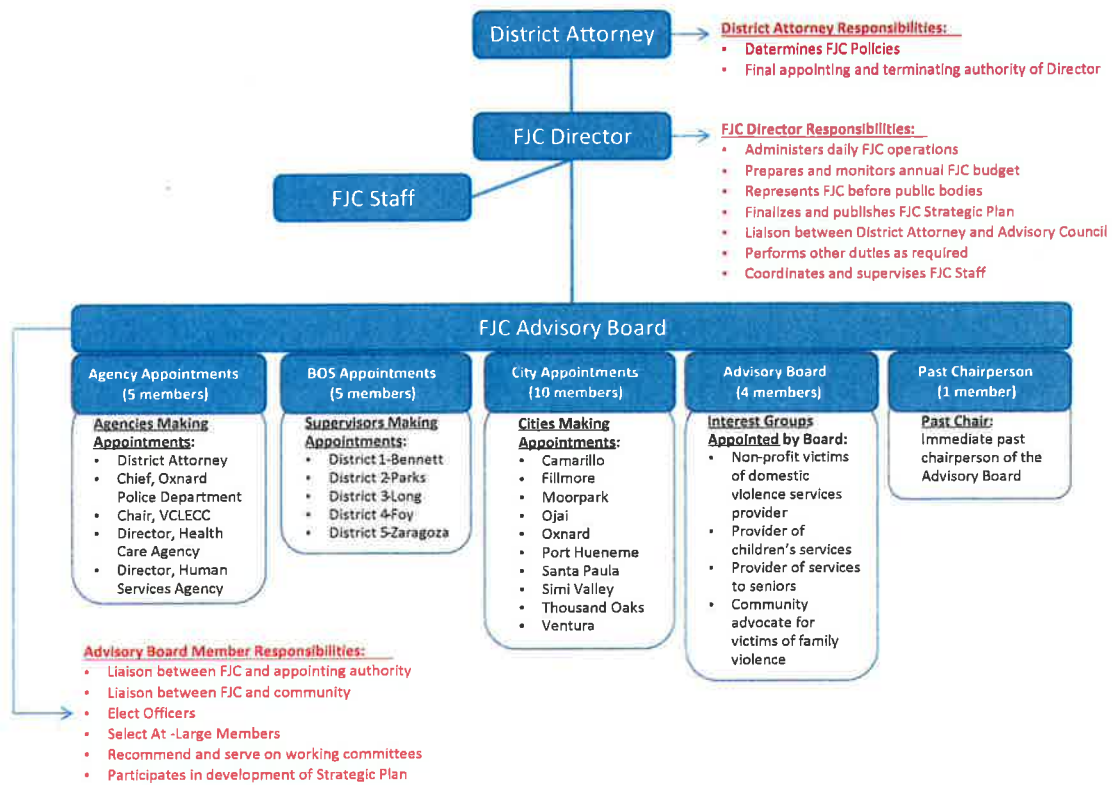 District Attorney
District Attorney Responsibilities:
• Determines FJC Policies
• Final appointing and terminating authority of Director
FJC Director
FJC Director Responsibilities:
• Administers daily FJC operations
• Prepares and monitors annual FJC budget
• Represents FJC before public bodies
• Finalizes and publishes FJC Strategic Plan
• Liaison between District Attorney and Advisory Council
• Performs other duties as required
• Coordinates and supervises FJC Staff
FJC Staff
FJC Advisory Board
Agency Appointments
(5 members)
Agencies Making
Appointments:
• District Attorney
• Chief, Oxnard
Police Department
• Chair, VCLECC
• Director, Health
Care Agency
• Director, Human
Services Agency
BOS Appointments
(5 members)
Supervisors Making
Appointments:
• District 1-Bennett
• District 2-Parks
• District 3-Long
• District 4-Foy
• District 5-Zaragoza
City Appointments
(10 members)
Cities Making
Appointments:
• Camarillo
• Fillmore
• Moorpark
• Ojai
• Oxnard
• Port Hueneme
• Santa Paula
• Simi Valley
• Thousand Oaks
• Ventura
Advisory Board
(4 members)
Interest Groups
Appointed by Board:
• Non-profit victims
of domestic
violence services
provider
• Provider of
children's services
• Provider of services
to seniors
• Community
advocate for
victims of family
violence
Past Chairperson
(1 member)
Past Chair:
Immediate past
chairperson of the
Advisory Board
Advisory Board Member Responsibilities:
• Liaison between FJC and appointing authority
• Liaison between FJC and community
• Elect Officers
• Select At -Large Members
• Recommend and serve on working committees
• Participates in development of Strategic Plan